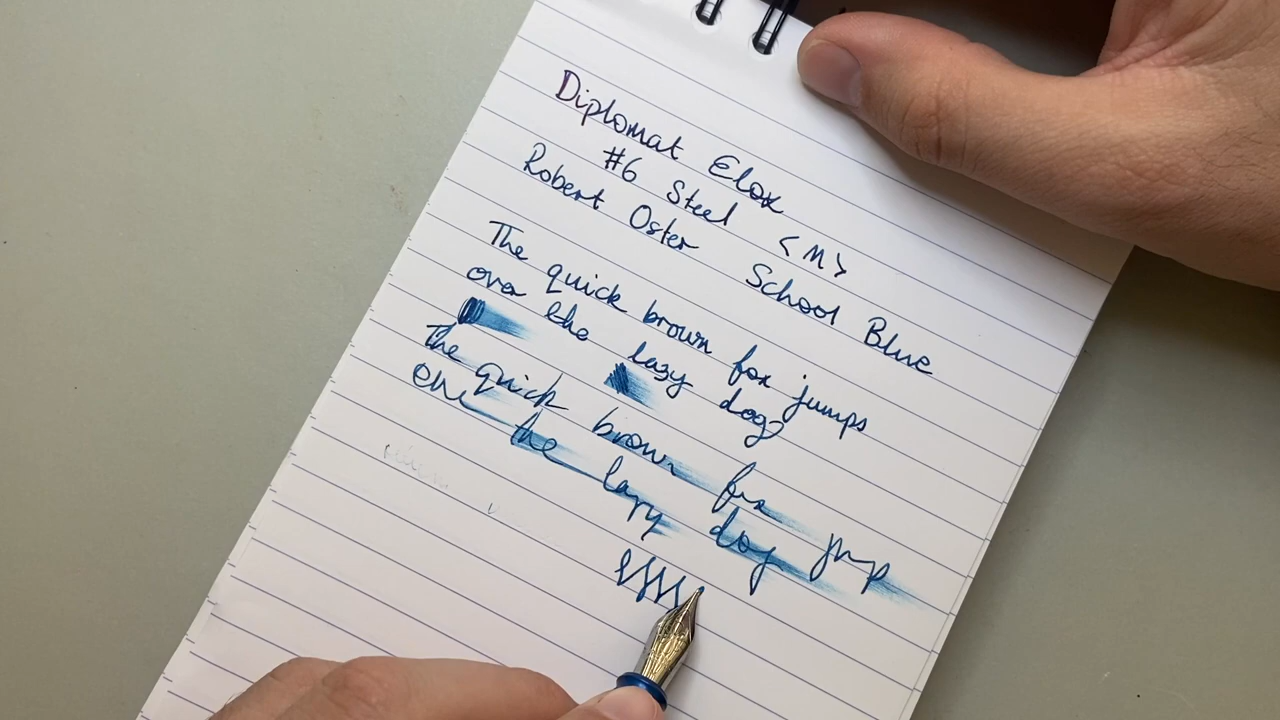 Diplomat Elox
#6 Steel <M>
Robert Oster School Blue
The quick brown fox jumps
over the lazy dog
The quick brown fox jmp
over the lazy dog